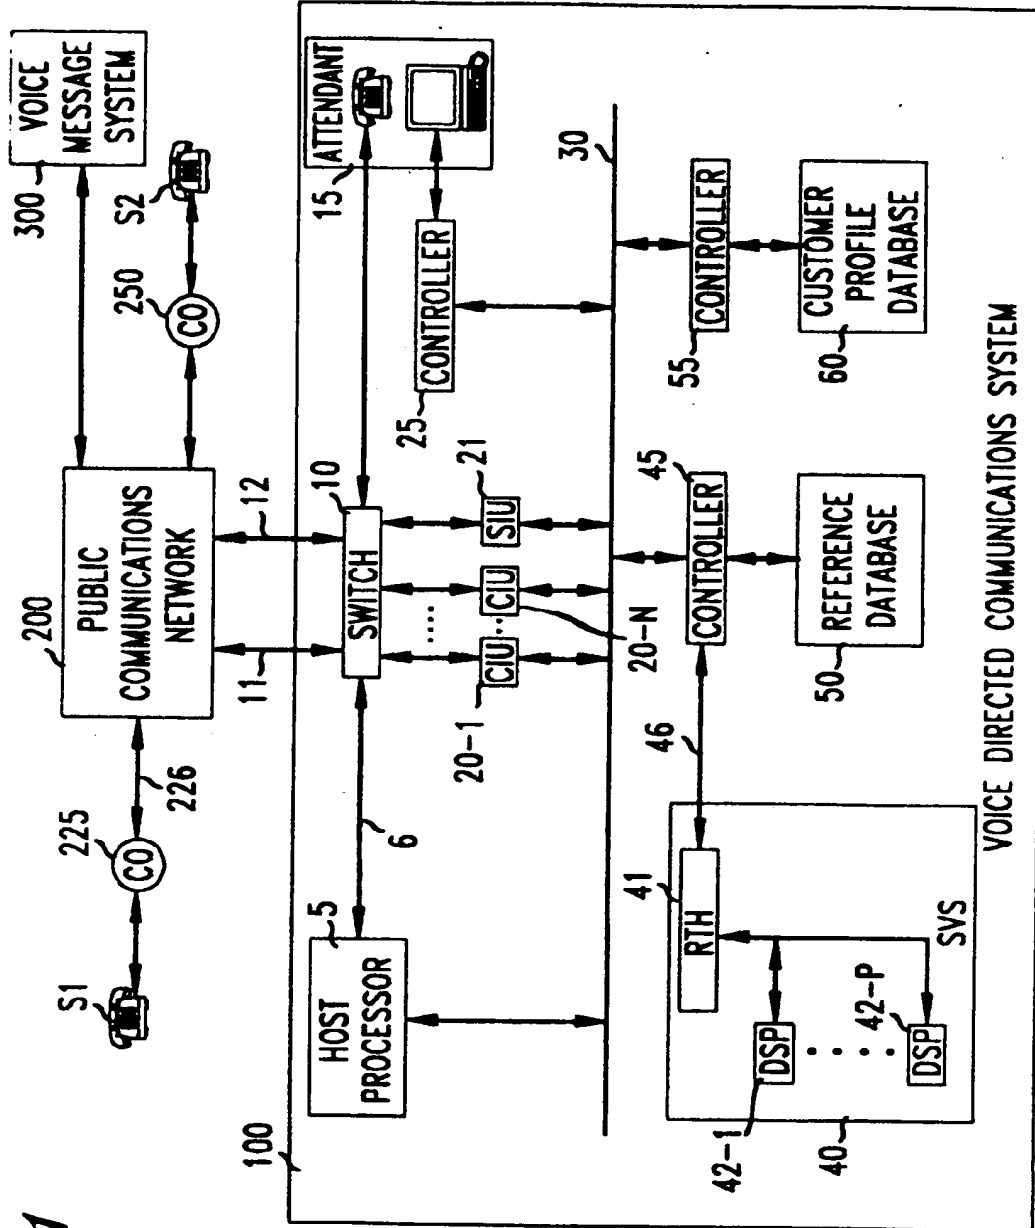 1
S1
225
CO
226
200
PUBLIC
COMMUNICATIONS
NETWORK
250
CO
S2
300
VOICE
MESSAGE
SYSTEM
100
5
HOST
PROCESSOR
6
11
12
10
SWITCH
15
ATTENDANT
25
CONTROLLER
20-1
CIU
CIU
20-N
21
SIU
30
41
RTH
46
45
CONTROLLER
55
CONTROLLER
42-1
DSP
42-P
DSP
SVS
40
50
REFERENCE
DATABASE
60
CUSTOMER
PROFILE
DATABASE
VOICE DIRECTED COMMUNICATIONS SYSTEM